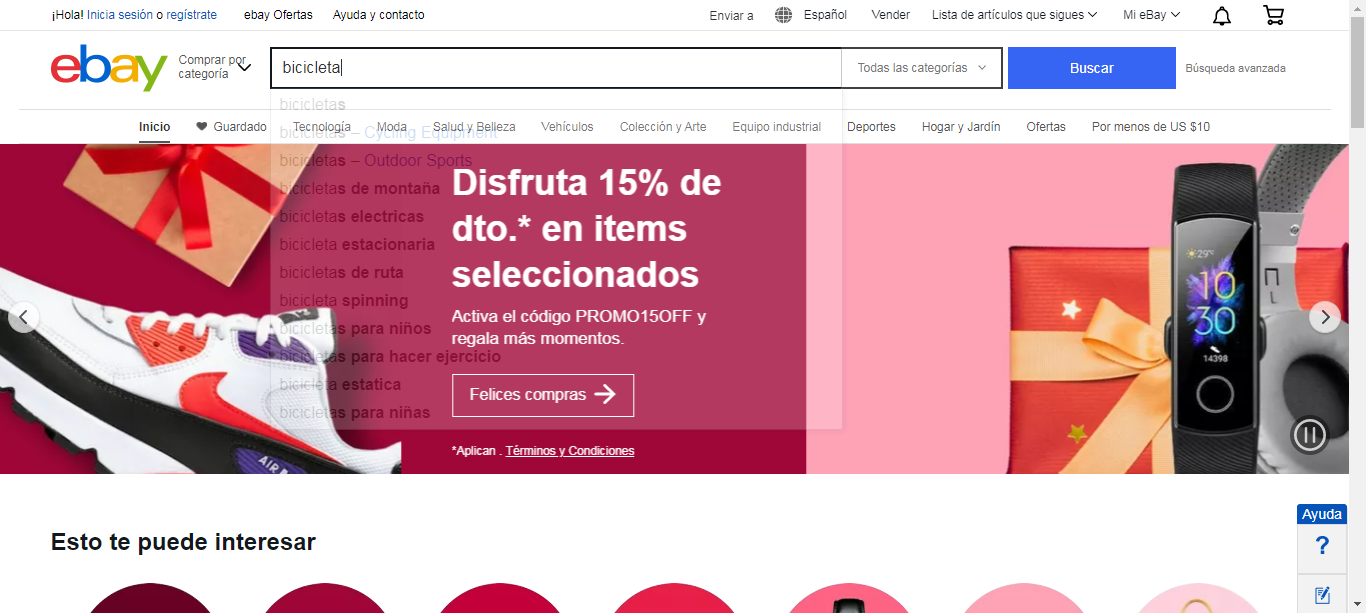 ¡Hola! Inicia sesión o regístrate ebay Ofertas Ayuda y contacto Enviar a Español Vender Lista de artículos que sigues Mi eBay
ebay Comprar por categoría bicicleta Todas las categorías Buscar Búsqueda avanzada
bicicletas
Inicio Guardado Tecnología Moda Salud y Belleza Vehículos Colección y Arte Equipo industrial Deportes Hogar y Jardín Ofertas Por menos de US $10
bicicletas – Cycling Equipment
bicicletas – Outdoor Sports
bicicletas de montaña
bicicletas electricas
bicicleta estacionaria
bicicletas de ruta
bicicleta spinning
bicicletas para niños
bicicletas para hacer ejercicio
bicicleta estatica
bicicletas para niñas
Disfruta 15% de
dto.* en items
seleccionados
Activa el código PROMO15OFF y
regala más momentos.
Felices compras
*Aplican . Términos y Condiciones
AIR
29°C
10
30
14398
Ayuda
?
Esto te puede interesar